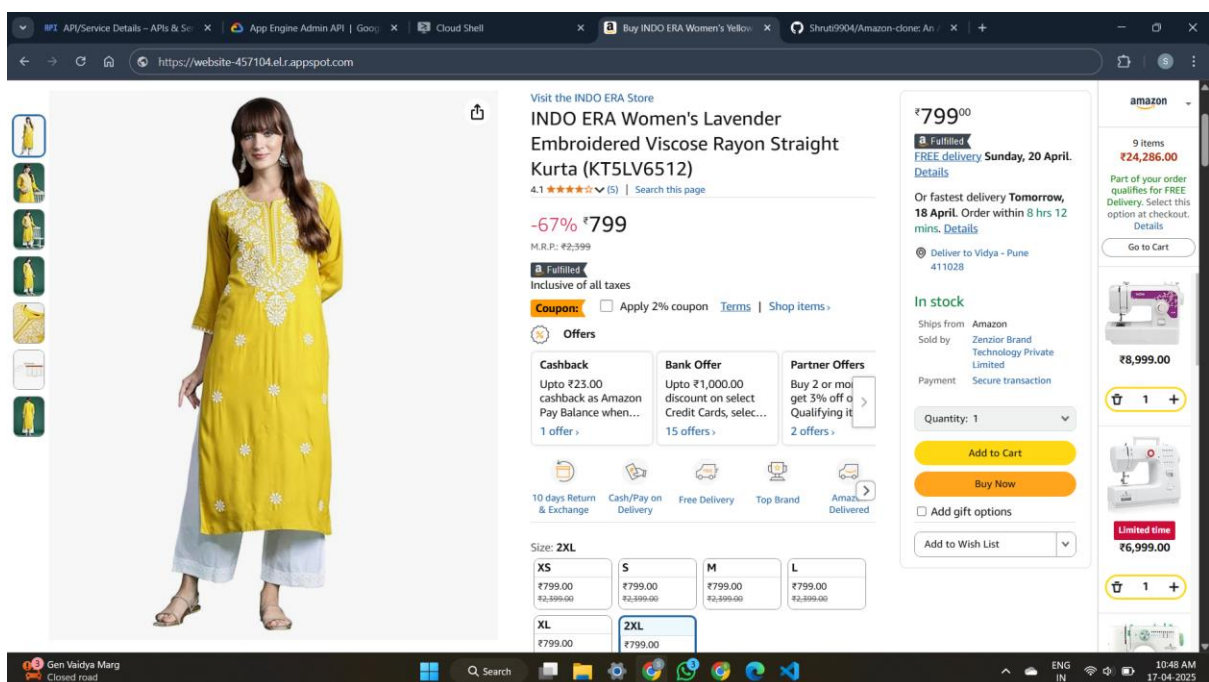 API/Service Details – APIs & Se
App Engine Admin API | Goog
Cloud Shell
Buy INDO ERA Women's Yellow
Shruti9904/Amazon-clone: An
https://website-457104.el.r.appspot.com
S
Visit the INDO ERA Store
INDO ERA Women's Lavender
Embroidered Viscose Rayon Straight
Kurta (KT5LV6512)
4.1 (5) | Search this page
-67% ₹799
M.R.P.: ₹2,399
a Fulfilled
Inclusive of all taxes
Coupon: Apply 2% coupon Terms | Shop items›
Offers
Cashback
Upto ₹23.00
cashback as Amazon
Pay Balance when...
1 offer›
Bank Offer
Upto ₹1,000.00
discount on select
Credit Cards, selec...
15 offers›
Partner Offers
Buy 2 or mo
get 3% off o
Qualifying it
2 offers›
10 days Return
& Exchange
Cash/Pay on
Delivery
Free Delivery
Top Brand
Amaz
Delivered
Size: 2XL
XS
₹799.00
₹2,399.00
S
₹799.00
₹2,399.00
M
₹799.00
₹2,399.00
L
₹799.00
₹2,399.00
XL
₹799.00
2XL
₹799.00
₹799⁰⁰
a Fulfilled
FREE delivery Sunday, 20 April.
Details
Or fastest delivery Tomorrow,
18 April. Order within 8 hrs 12
mins. Details
Deliver to Vidya - Pune
411028
In stock
Ships from Amazon
Sold by Zenzior Brand
Technology Private
Limited
Payment Secure transaction
Quantity: 1
Add to Cart
Buy Now
Add gift options
Add to Wish List
amazon
9 items
₹24,286.00
Part of your order
qualifies for FREE
Delivery. Select this
option at checkout.
Details
Go to Cart
₹8,999.00
1 +
Limited time
₹6,999.00
1 +
3
Gen Vaidya Marg
Closed road
Search
3
ENG
IN
10:48 AM
17-04-2025